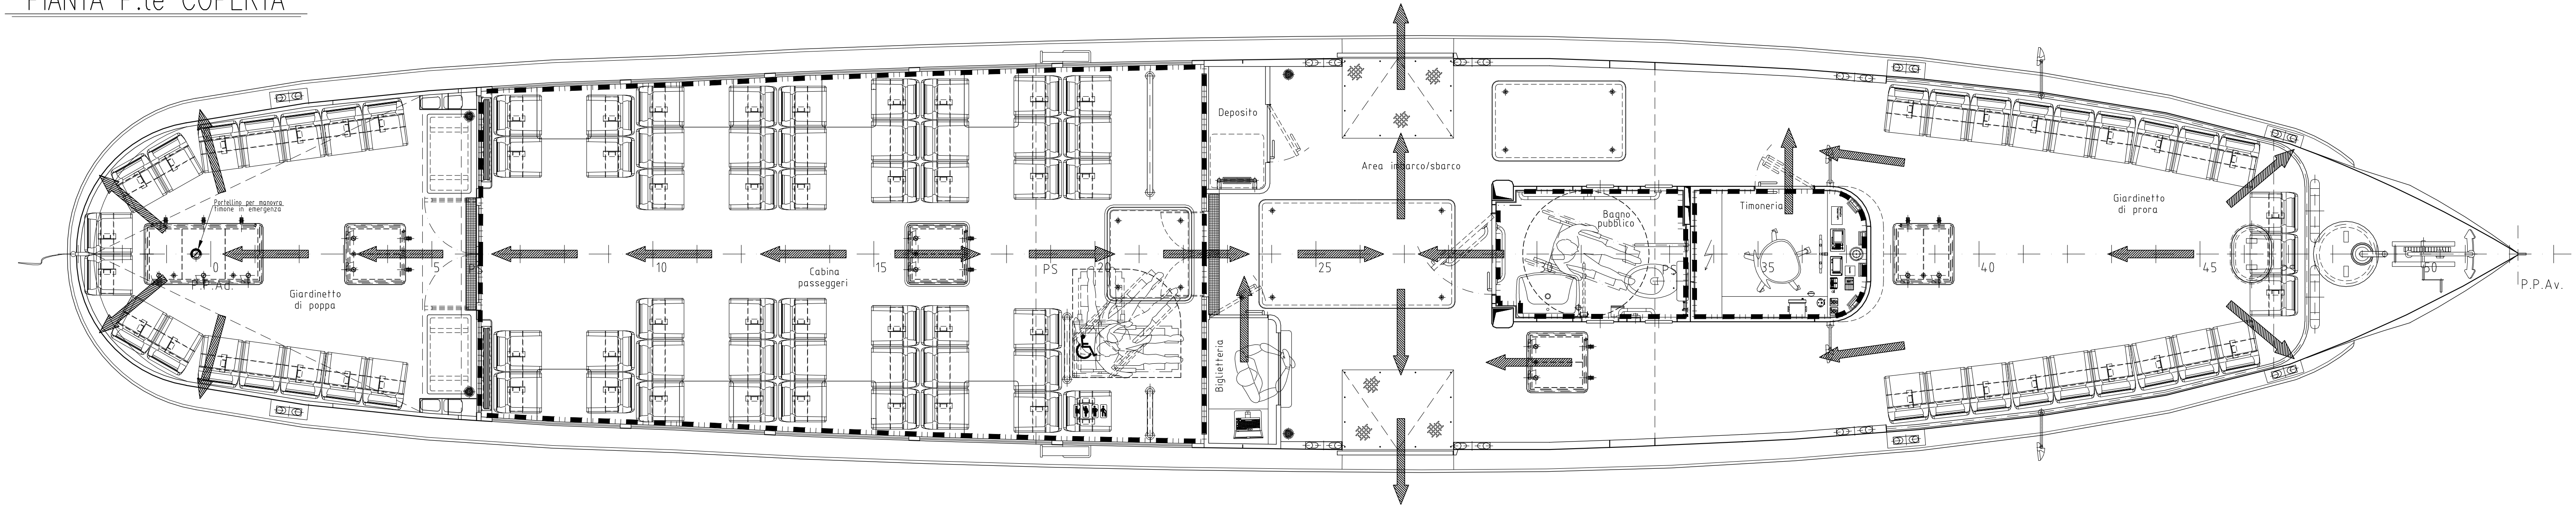 PIANTA P.te COPERTA
Deposito
Area imbarco/sbarco
Portellino per manovra
timone in emergenza
Bagno
pubblico
Timoneria
Giardinetto
di prora
0
5
PS
10
15
PS
20
25
30
PS
35
40
45
PS
50
P.P.Ad.
P.P.Av.
Giardinetto
di poppa
Cabina
passeggeri
Biglietteria